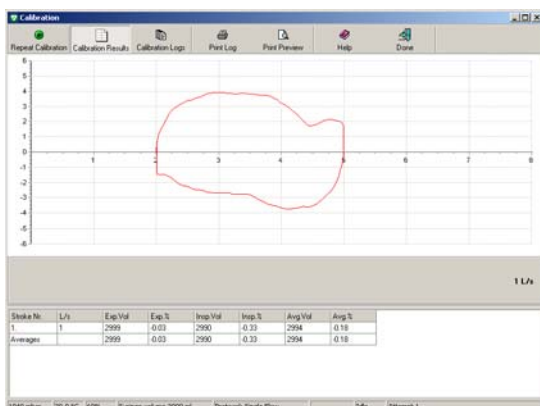 Calibration
Repeat Calibration Calibration Results Calibration Logs Print Log Print Preview Help Done
6
5
4
3
2
1
0
1 2 3 4 5 6 7 8
-1
-2
-3
-4
-5
-6
1 L/s
Stroke Nr. L/s Exp.Vol Exp.% Insp.Vol Insp.% Avg.Vol Avg.%
1. 1 2999 -0.03 2990 -0.33 2994 -0.18
Averages 2999 -0.03 2990 -0.33 2994 -0.18